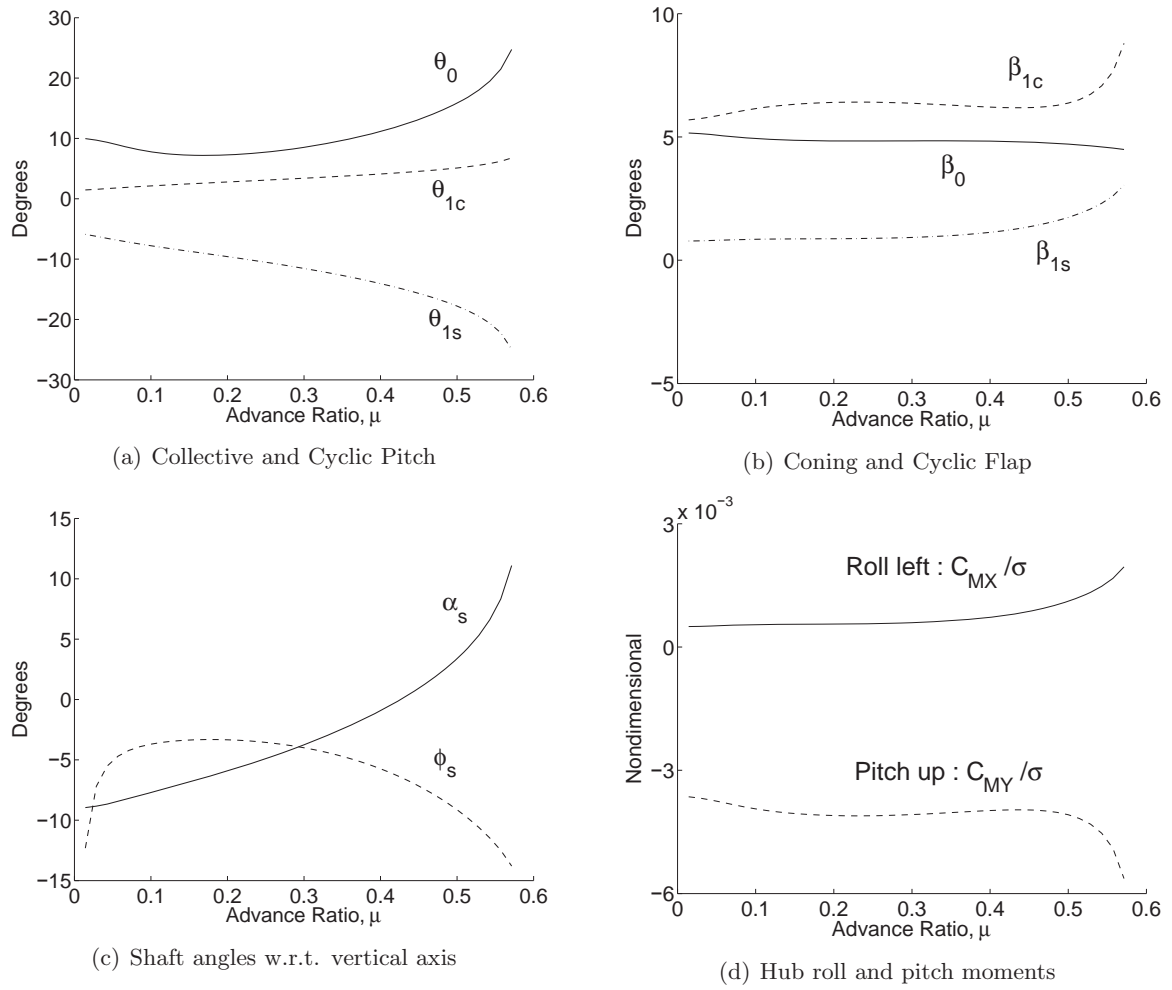 30
20
10
0
−10
−20
−30
0
0.1
0.2
0.3
0.4
0.5
0.6
Degrees
Advance Ratio, μ
θ0
θ1c
θ1s
(a) Collective and Cyclic Pitch
10
5
0
−5
0
0.1
0.2
0.3
0.4
0.5
0.6
Degrees
Advance Ratio, μ
β1c
β0
β1s
(b) Coning and Cyclic Flap
15
10
5
0
−5
−10
−15
0
0.1
0.2
0.3
0.4
0.5
0.6
Degrees
Advance Ratio, μ
αs
ϕs
(c) Shaft angles w.r.t. vertical axis
x 10−3
3
0
−3
−6
0
0.1
0.2
0.3
0.4
0.5
0.6
Nondimensional
Advance Ratio, μ
Roll left : CMX /σ
Pitch up : CMY /σ
(d) Hub roll and pitch moments